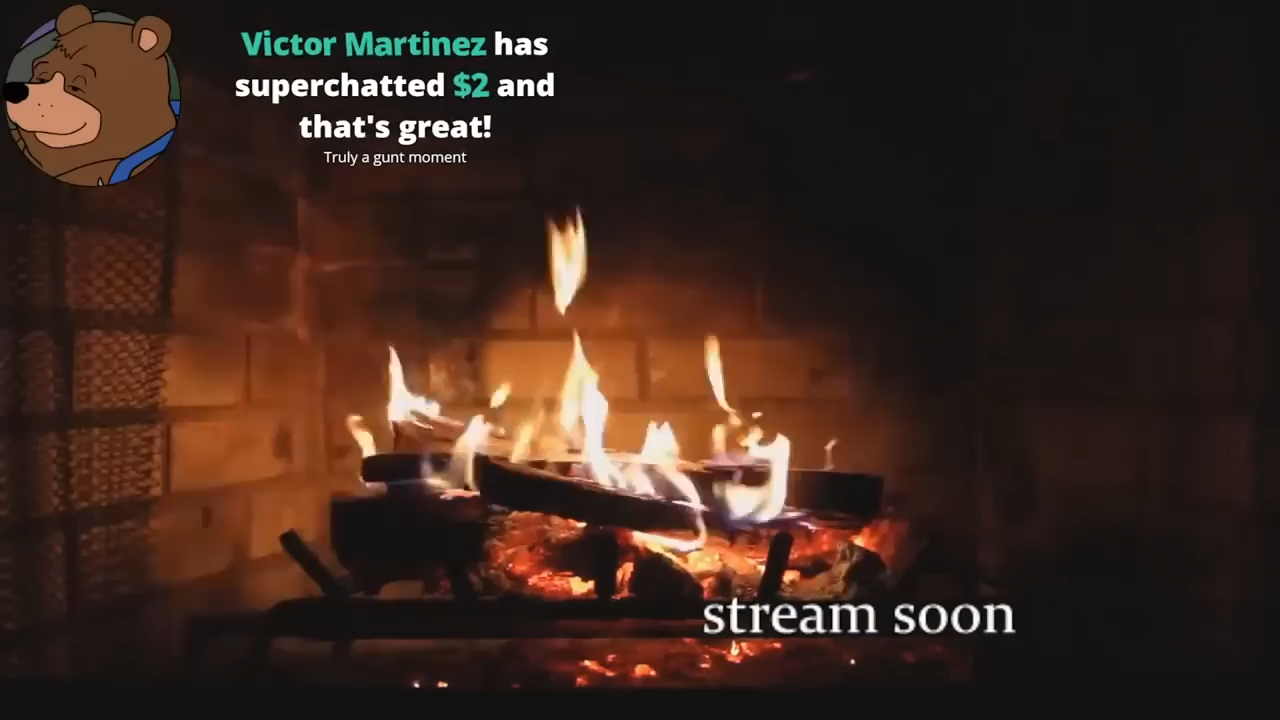 Victor Martinez has
superchatted $2 and
that's great!
Truly a gunt moment
stream soon